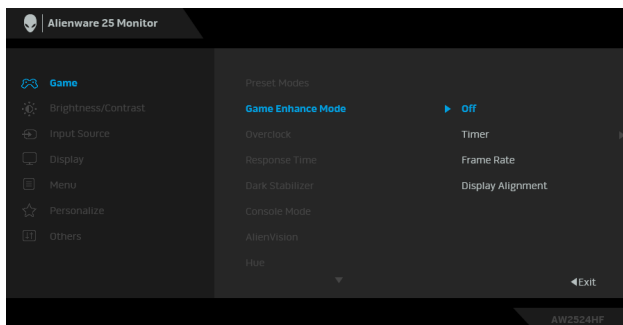 Alienware 25 Monitor
Game
Brightness/Contrast
Input Source
Display
Menu
Personalize
Others
Preset Modes
Game Enhance Mode
Overclock
Response Time
Dark Stabilizer
Console Mode
AlienVision
Hue
Off
Timer
Frame Rate
Display Alignment
Exit
AW2524HF